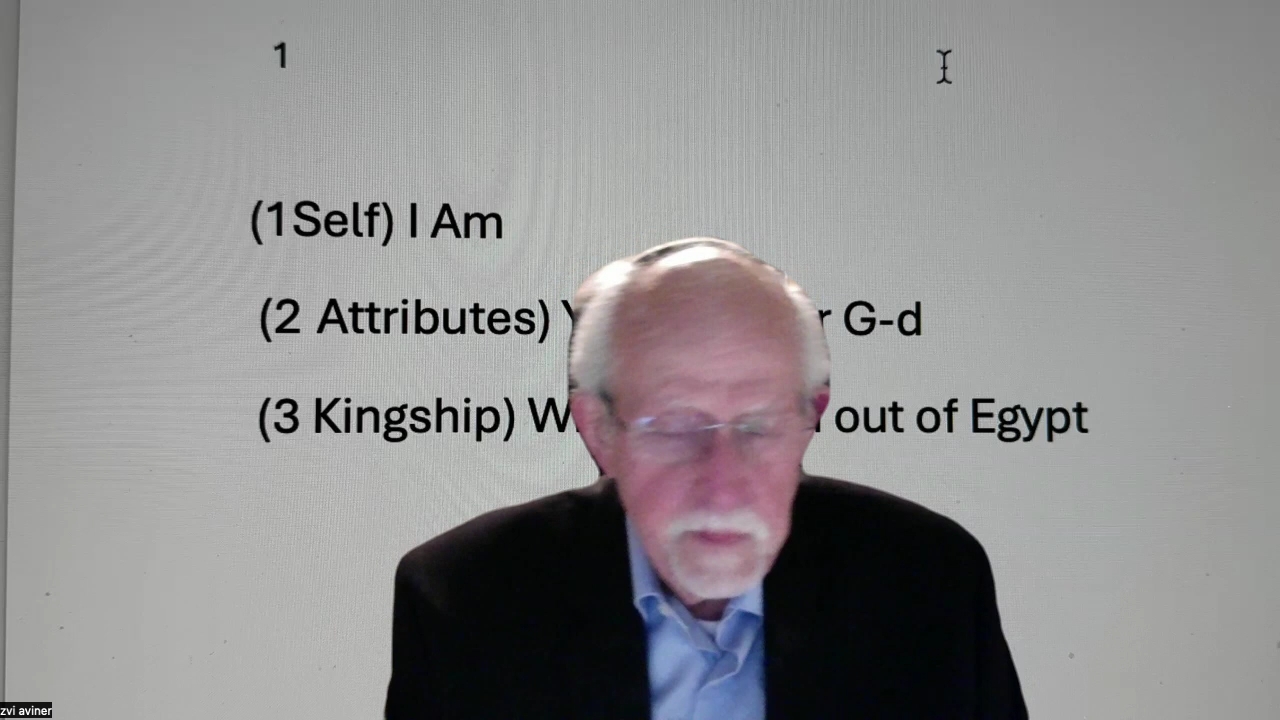 1
(1Self) I Am
(2 Attributes) G-d
(3 Kingship) out of Egypt
zvi aviner